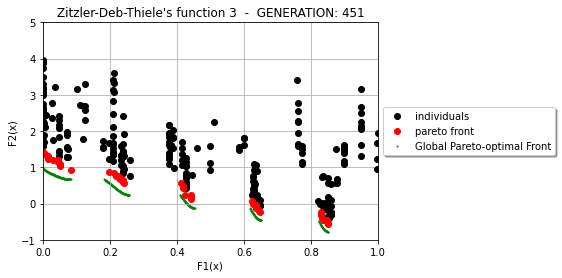 Zitzler-Deb-Thiele's function 3 - GENERATION: 451
F2(x)
5
4
3
2
1
0
−1
0.0 0.2 0.4 0.6 0.8 1.0
F1(x)
individuals
pareto front
Global Pareto-optimal Front